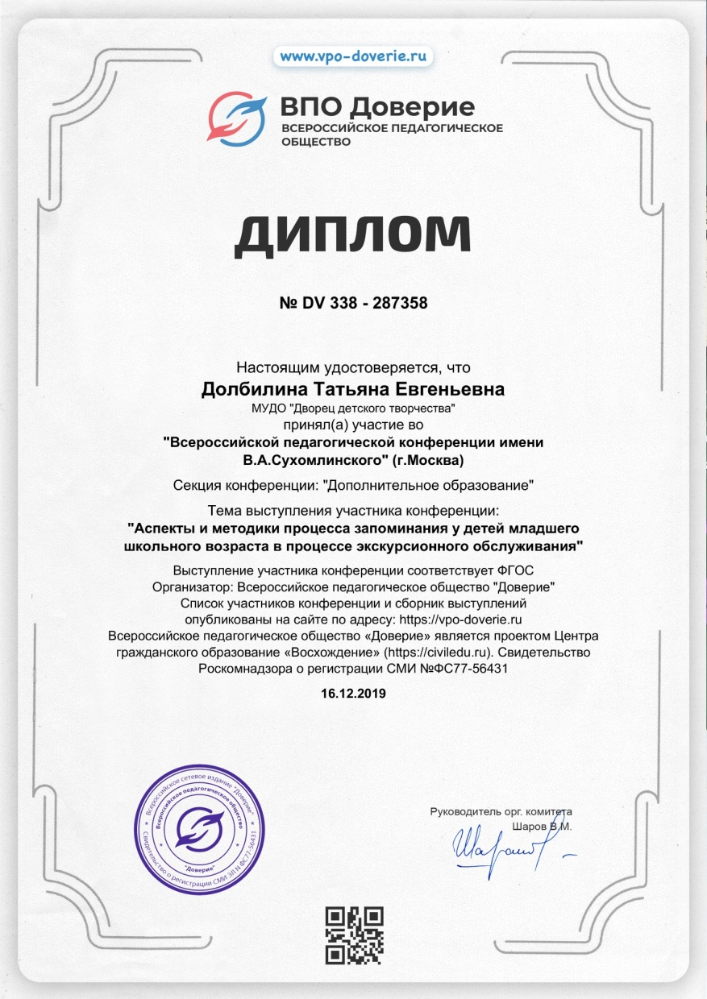 www.vpo-doverie.ru
ВПО Доверие
ВСЕРОССИЙСКОЕ ПЕДАГОГИЧЕСКОЕ
ОБЩЕСТВО
ДИПЛОМ
№ DV 338 - 287358
Настоящим удостоверяется, что
Долбилина Татьяна Евгеньевна
МУДО "Дворец детского творчества"
принял(а) участие во
"Всероссийской педагогической конференции имени
В.А.Сухомлинского" (г.Москва)
Секция конференции: "Дополнительное образование"
Тема выступления участника конференции:
"Аспекты и методики процесса запоминания у детей младшего
школьного возраста в процессе экскурсионного обслуживания"
Выступление участника конференции соответствует ФГОС
Организатор: Всероссийское педагогическое общество "Доверие"
Список участников конференции и сборник выступлений
опубликованы на сайте по адресу: https://vpo-doverie.ru
Всероссийское педагогическое общество «Доверие» является проектом Центра
гражданского образование «Восхождение» (https://civiledu.ru). Свидетельство
Роскомнадзора о регистрации СМИ №ФС77-56431
16.12.2019
Всероссийское сетевое издание "Доверие"
Свидетельство о регистрации СМИ ЭЛ N ФС77-56431
Всероссийское педагогическое общество
"Доверие"
Руководитель орг. комитета
Шаров В.М.